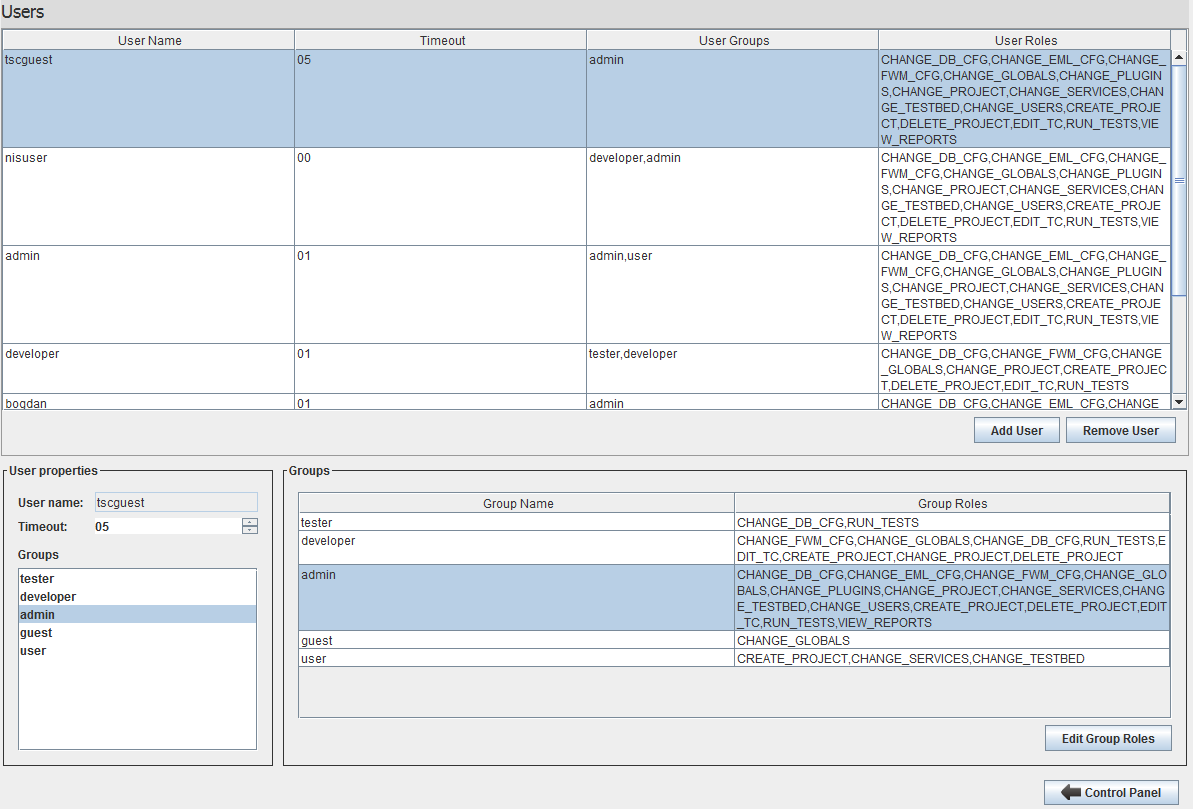 Users
User Name Timeout User Groups User Roles
tscguest 05 admin CHANGE_DB_CFG,CHANGE_EML_CFG,CHANGE_
FWM_CFG,CHANGE_GLOBALS,CHANGE_PLUGIN
S,CHANGE_PROJECT,CHANGE_SERVICES,CHAN
GE_TESTBED,CHANGE_USERS,CREATE_PROJE
CT,DELETE_PROJECT,EDIT_TC,RUN_TESTS,VIE
W_REPORTS
nisuser 00 developer,admin CHANGE_DB_CFG,CHANGE_EML_CFG,CHANGE_
FWM_CFG,CHANGE_GLOBALS,CHANGE_PLUGIN
S,CHANGE_PROJECT,CHANGE_SERVICES,CHAN
GE_TESTBED,CHANGE_USERS,CREATE_PROJE
CT,DELETE_PROJECT,EDIT_TC,RUN_TESTS,VIE
W_REPORTS
admin 01 admin,user CHANGE_DB_CFG,CHANGE_EML_CFG,CHANGE_
FWM_CFG,CHANGE_GLOBALS,CHANGE_PLUGIN
S,CHANGE_PROJECT,CHANGE_SERVICES,CHAN
GE_TESTBED,CHANGE_USERS,CREATE_PROJE
CT,DELETE_PROJECT,EDIT_TC,RUN_TESTS,VIE
W_REPORTS
developer 01 tester,developer CHANGE_DB_CFG,CHANGE_FWM_CFG,CHANGE
_GLOBALS,CHANGE_PROJECT,CREATE_PROJEC
T,DELETE_PROJECT,EDIT_TC,RUN_TESTS
bogdan 01 admin CHANGE_DB_CFG,CHANGE_EML_CFG,CHANGE
Add User Remove User
User properties
User name: tscguest
Timeout: 05
Groups
tester
developer
admin
guest
user
Groups
Group Name Group Roles
tester CHANGE_DB_CFG,RUN_TESTS
developer CHANGE_FWM_CFG,CHANGE_GLOBALS,CHANGE_DB_CFG,RUN_TESTS,E
DIT_TC,CREATE_PROJECT,CHANGE_PROJECT,DELETE_PROJECT
admin CHANGE_DB_CFG,CHANGE_EML_CFG,CHANGE_FWM_CFG,CHANGE_GLO
BALS,CHANGE_PLUGINS,CHANGE_PROJECT,CHANGE_SERVICES,CHANG
E_TESTBED,CHANGE_USERS,CREATE_PROJECT,DELETE_PROJECT,EDIT
_TC,RUN_TESTS,VIEW_REPORTS
guest CHANGE_GLOBALS
user CREATE_PROJECT,CHANGE_SERVICES,CHANGE_TESTBED
Edit Group Roles
Control Panel